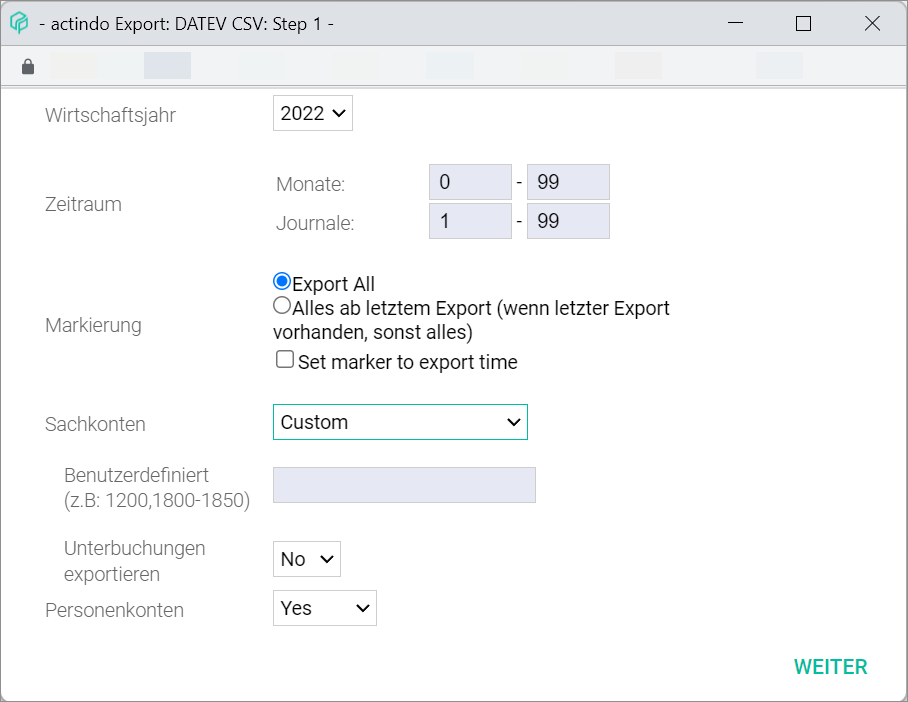 - actindo Export: DATEV CSV: Step 1 -
Wirtschaftsjahr
2022
Zeitraum
Monate:
0 - 99
Journale:
1 - 99
Markierung
Export All
Alles ab letztem Export (wenn letzter Export
vorhanden, sonst alles)
Set marker to export time
Sachkonten
Custom
Benutzerdefiniert
(z.B: 1200,1800-1850)
Unterbuchungen
exportieren
No
Personenkonten
Yes
WEITER